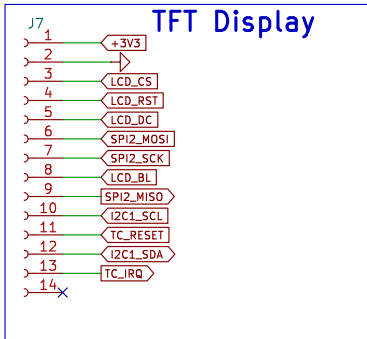 TFT Display
J7
1 +3V3
2
3 LCD_CS
4 LCD_RST
5 LCD_DC
6 SPI2_MOSI
7 SPI2_SCK
8 LCD_BL
9 SPI2_MISO
10 I2C1_SCL
11 TC_RESET
12 I2C1_SDA
13 TC_IRQ
14